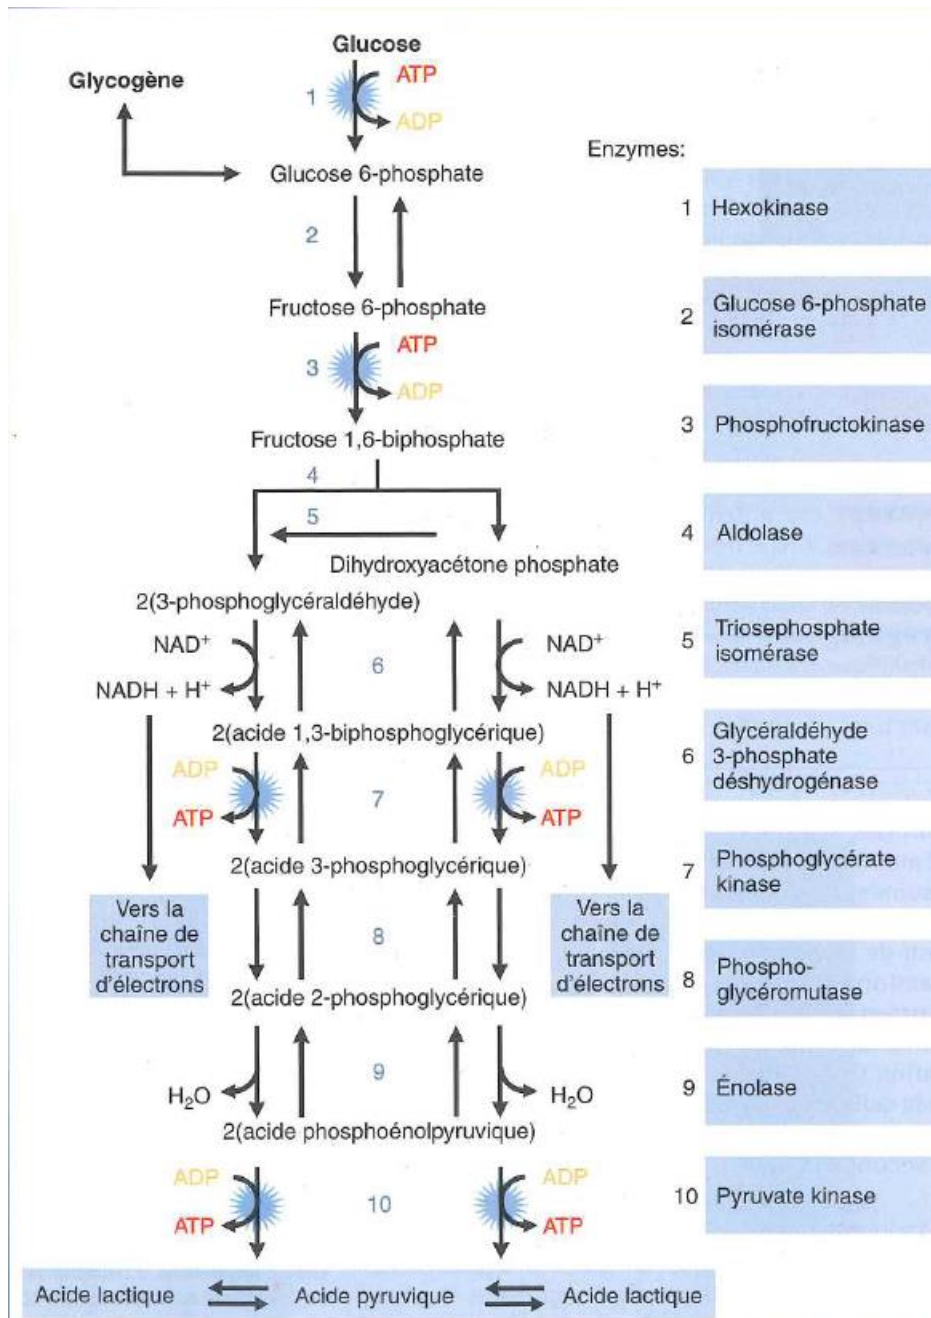 Glucose
Glycogène
1
ATP
ADP
Glucose 6-phosphate
2
Fructose 6-phosphate
3
ATP
ADP
Fructose 1,6-biphosphate
4
5
Dihydroxyacétone phosphate
2(3-phosphoglycéraldéhyde)
NAD⁺
6
NAD⁺
NADH + H⁺
NADH + H⁺
2(acide 1,3-biphosphoglycérique)
ADP
7
ADP
ATP
ATP
2(acide 3-phosphoglycérique)
Vers la
chaîne de
transport
d'électrons
8
Vers la
chaîne de
transport
d'électrons
2(acide 2-phosphoglycérique)
9
H₂O
H₂O
2(acide phosphoénolpyruvique)
ADP
10
ADP
ATP
ATP
Acide lactique
Acide pyruvique
Acide lactique
Enzymes:
1 Hexokinase
2 Glucose 6-phosphate
isomérase
3 Phosphofructokinase
4 Aldolase
5 Triosephosphate
isomérase
6 Glycéraldéhyde
3-phosphate
déshydrogénase
7 Phosphoglycérate
kinase
8 Phospho-
glycéromutase
9 Énolase
10 Pyruvate kinase